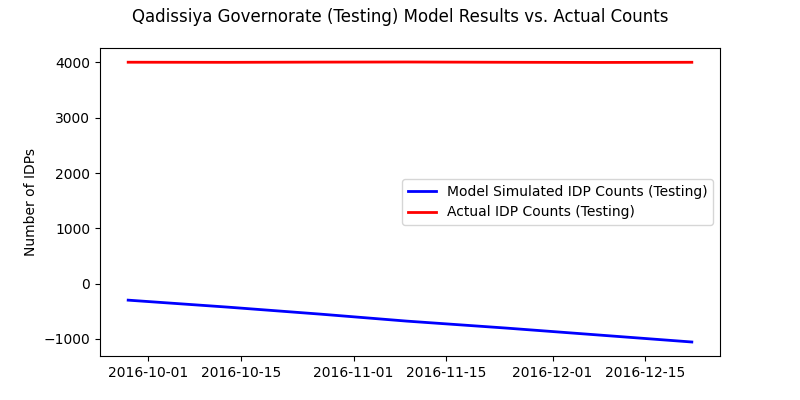 Qadissiya Governorate (Testing) Model Results vs. Actual Counts
4000
3000
2000
1000
0
−1000
Number of IDPs
Model Simulated IDP Counts (Testing)
Actual IDP Counts (Testing)
2016-10-01 2016-10-15 2016-11-01 2016-11-15 2016-12-01 2016-12-15